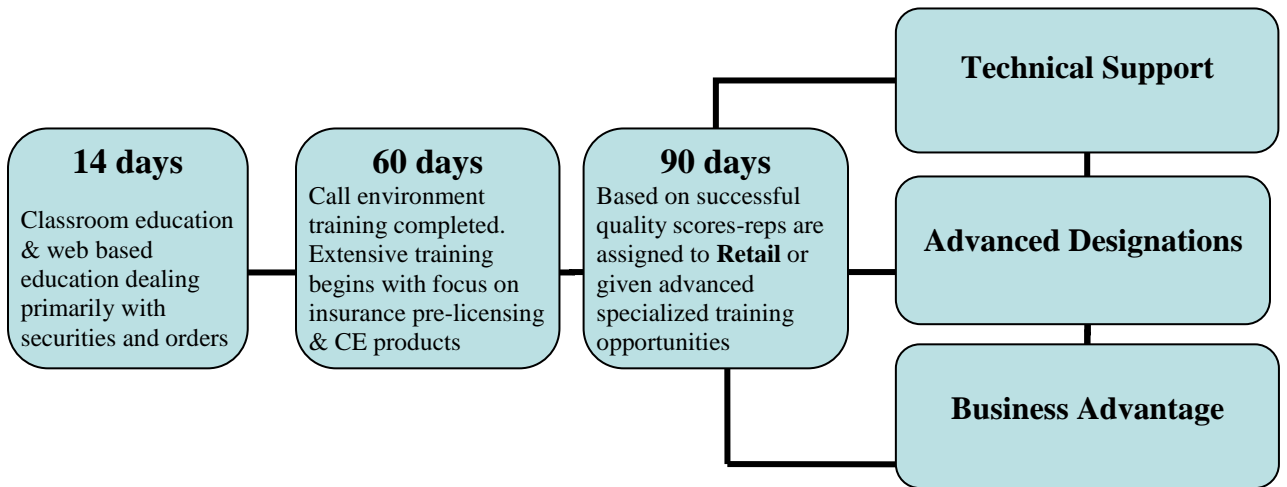 14 days
Classroom education
& web based
education dealing
primarily with
securities and orders
60 days
Call environment
training completed.
Extensive training
begins with focus on
insurance pre-licensing
& CE products
90 days
Based on successful
quality scores-reps are
assigned to Retail or
given advanced
specialized training
opportunities
Technical Support
Advanced Designations
Business Advantage